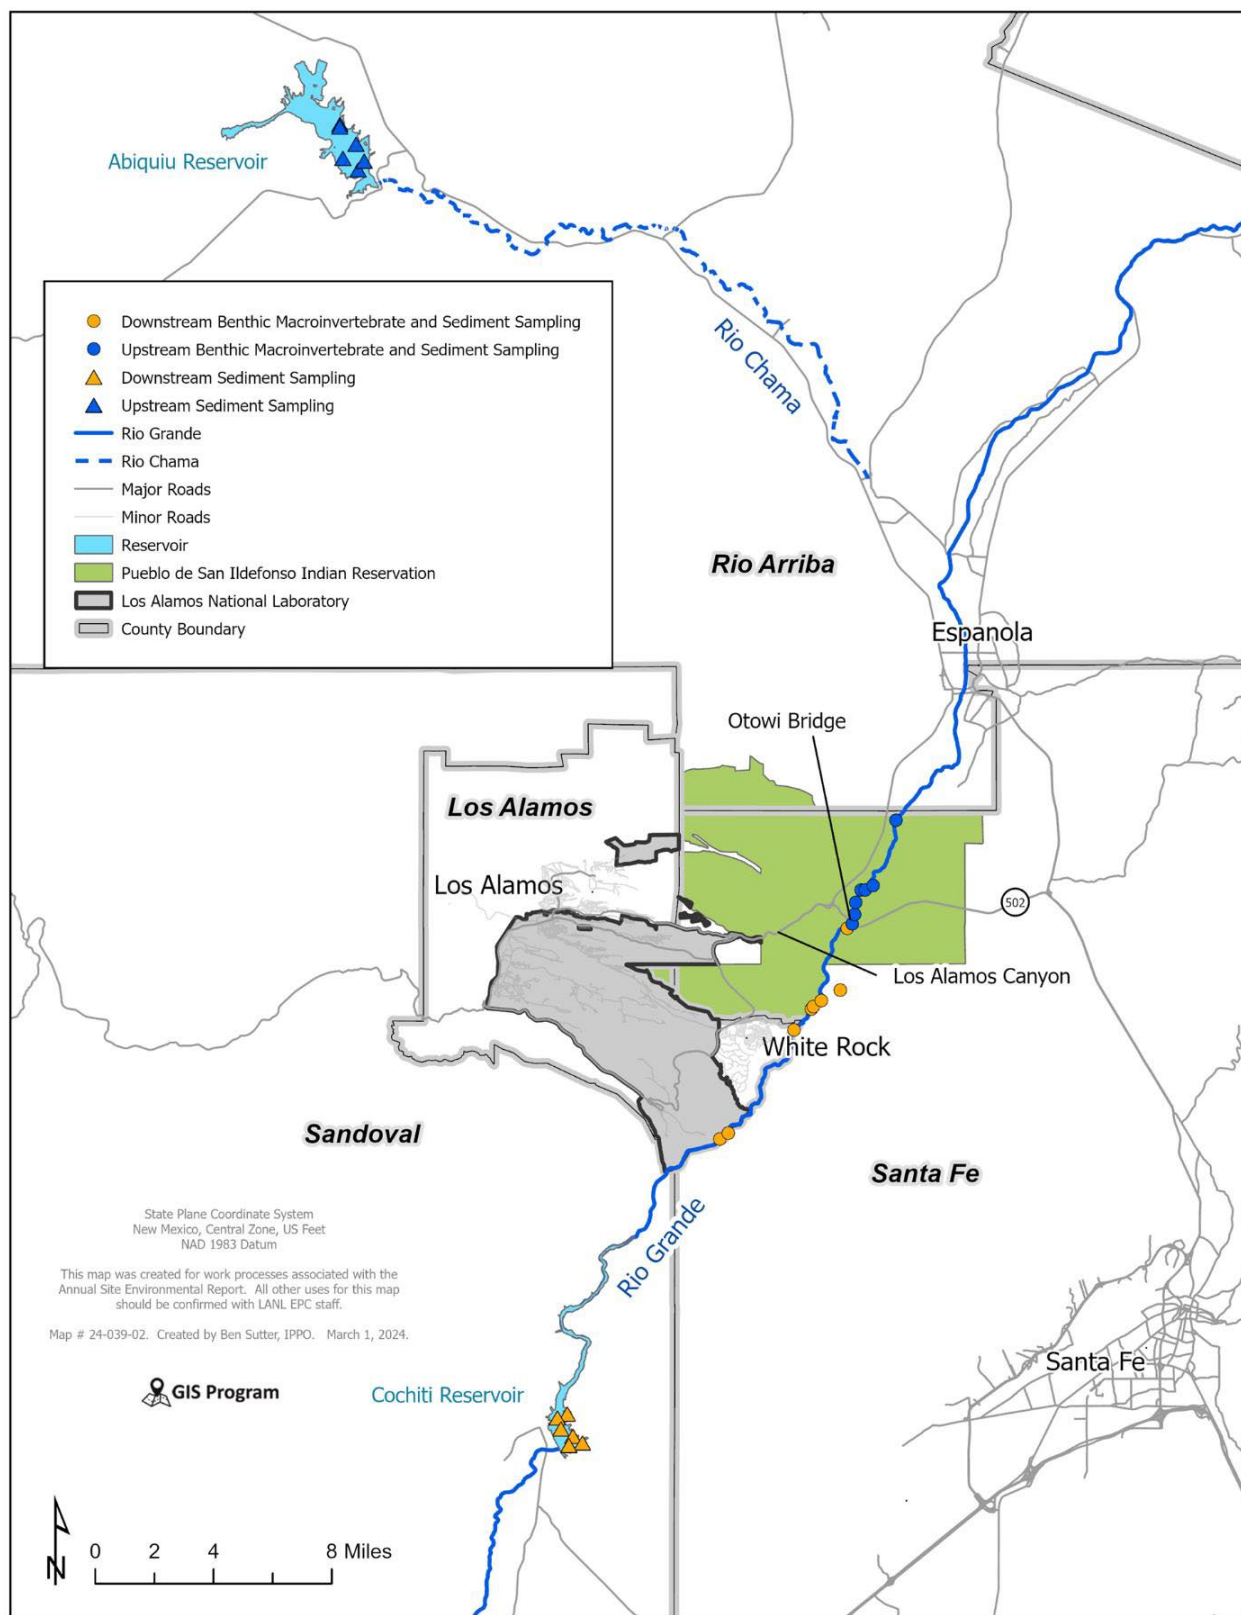 Abiquiu Reservoir
Downstream Benthic Macroinvertebrate and Sediment Sampling
Upstream Benthic Macroinvertebrate and Sediment Sampling
Downstream Sediment Sampling
Upstream Sediment Sampling
Rio Grande
Rio Chama
Major Roads
Minor Roads
Reservoir
Pueblo de San Ildefonso Indian Reservation
Los Alamos National Laboratory
County Boundary
Rio Chama
Rio Arriba
Espanola
Otowi Bridge
Los Alamos
Los Alamos
502
Los Alamos Canyon
White Rock
Sandoval
Santa Fe
Rio Grande
State Plane Coordinate System
New Mexico, Central Zone, US Feet
NAD 1983 Datum
This map was created for work processes associated with the
Annual Site Environmental Report. All other uses for this map
should be confirmed with LANL EPC staff.
Map # 24-039-02. Created by Ben Sutter, IPPO. March 1, 2024.
Santa Fe
GIS Program
Cochiti Reservoir
N
0 2 4 8 Miles